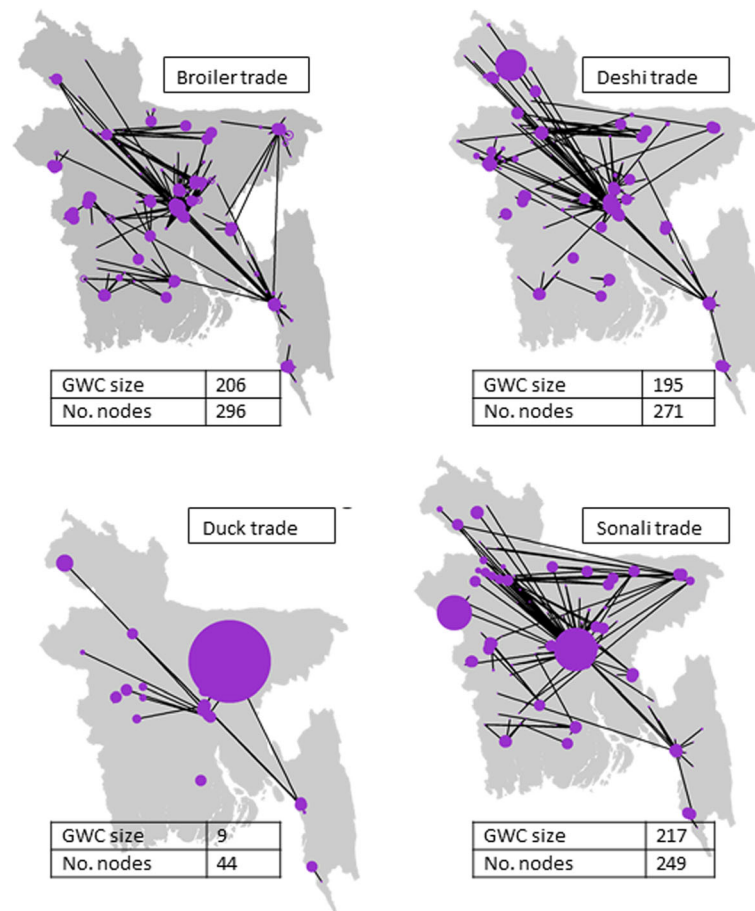 Broiler trade
GWC size 206
No. nodes 296
Deshi trade
GWC size 195
No. nodes 271
Duck trade
GWC size 9
No. nodes 44
Sonali trade
GWC size 217
No. nodes 249